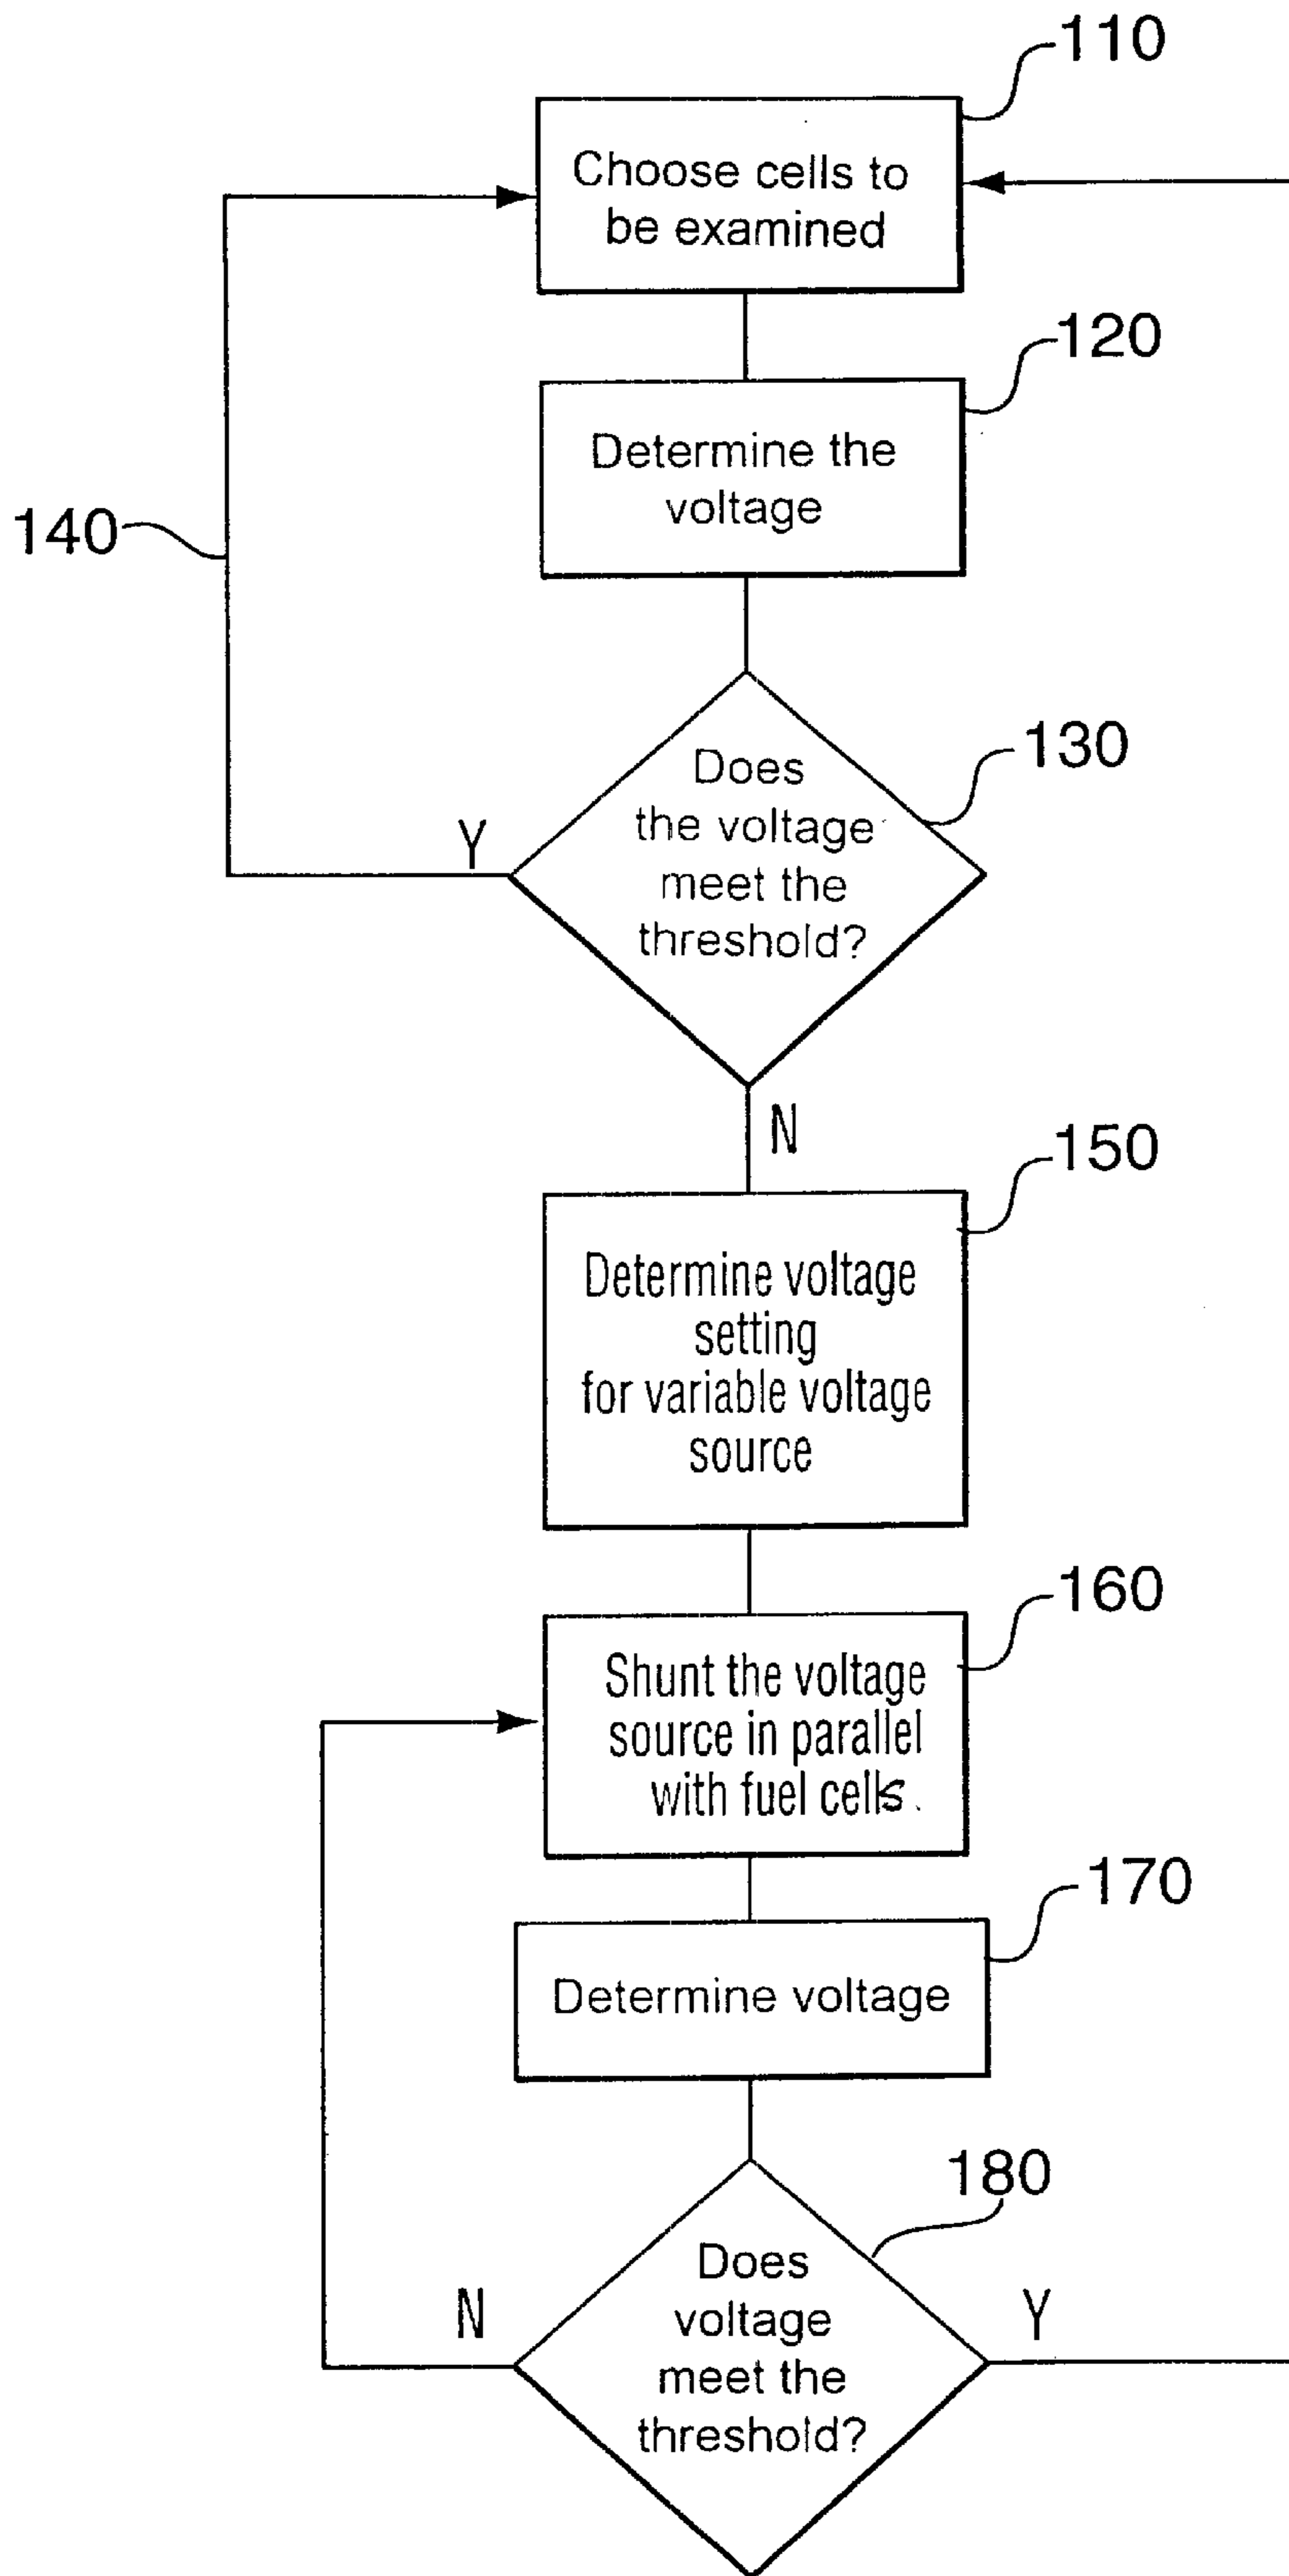 110
Choose cells to
be examined
120
Determine the
voltage
140
130
Does
the voltage
meet the
threshold?
Y
N
150
Determine voltage
setting
for variable voltage
source
160
Shunt the voltage
source in parallel
with fuel cells.
170
Determine voltage
180
Does
voltage
meet the
threshold?
N
Y